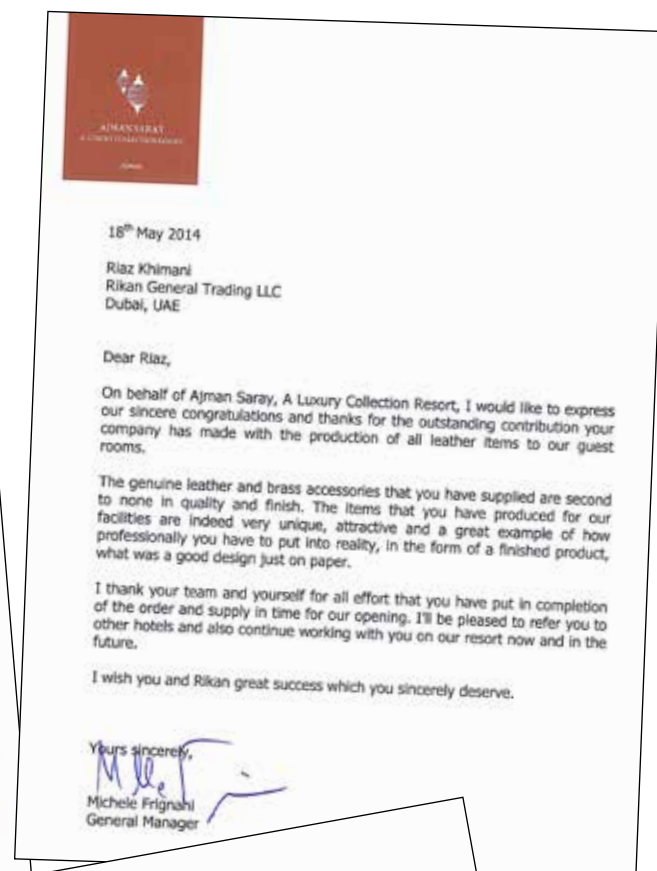 AJMAN SARAY
A LUXURY COLLECTION RESORT
18th May 2014
Riaz Khimani
Rikan General Trading LLC
Dubai, UAE
Dear Riaz,
On behalf of Ajman Saray, A Luxury Collection Resort, I would like to express
our sincere congratulations and thanks for the outstanding contribution your
company has made with the production of all leather items to our guest
rooms.
The genuine leather and brass accessories that you have supplied are second
to none in quality and finish. The items that you have produced for our
facilities are indeed very unique, attractive and a great example of how
professionally you have to put into reality, in the form of a finished product,
what was a good design just on paper.
I thank your team and yourself for all effort that you have put in completion
of the order and supply in time for our opening. I'll be pleased to refer you to
other hotels and also continue working with you on our resort now and in the
future.
I wish you and Rikan great success which you sincerely deserve.
Yours sincerely,
Michele Frignani
General Manager